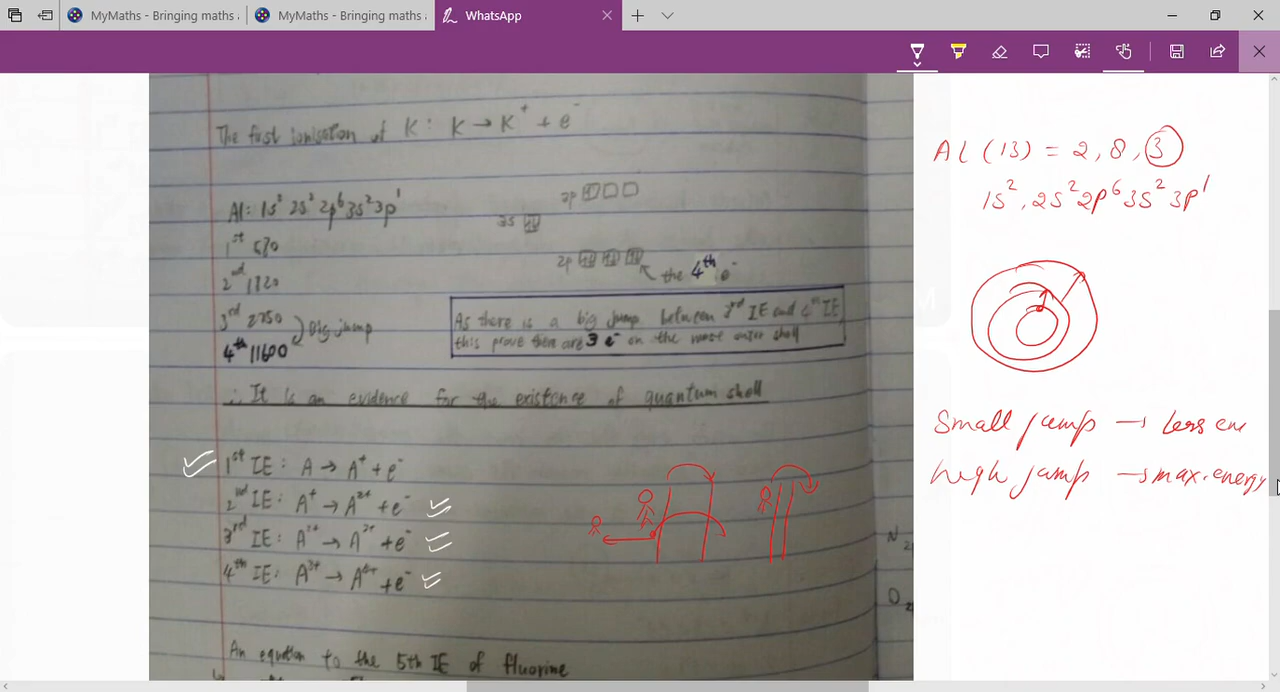 MyMaths - Bringing maths
MyMaths - Bringing maths
WhatsApp
The first ionisation of K: K → K⁺ + e⁻
Al: 1s² 2s² 2p⁶ 3s² 3p¹
2p
3s
1st
2nd 1820
2p
the 4th e⁻
3rd 2750
Big jump
4th 11600
As there is a big jump between 3rd IE and 4th IE,
this prove there are 3 e⁻ on the most outer shell
∴ It is an evidence for the existence of quantum shell
1st IE: A → A⁺ + e⁻
2nd IE: A⁺ → A²⁺ + e⁻
3rd IE: A²⁺ → A³⁺ + e⁻
4th IE: A³⁺ → A⁴⁺ + e⁻
An equation to the 5th IE of fluorine
N
O
Al (13) = 2, 8, 3
1s², 2s² 2p⁶ 3s² 3p¹
Small jump → less ene
high jump → max. energy